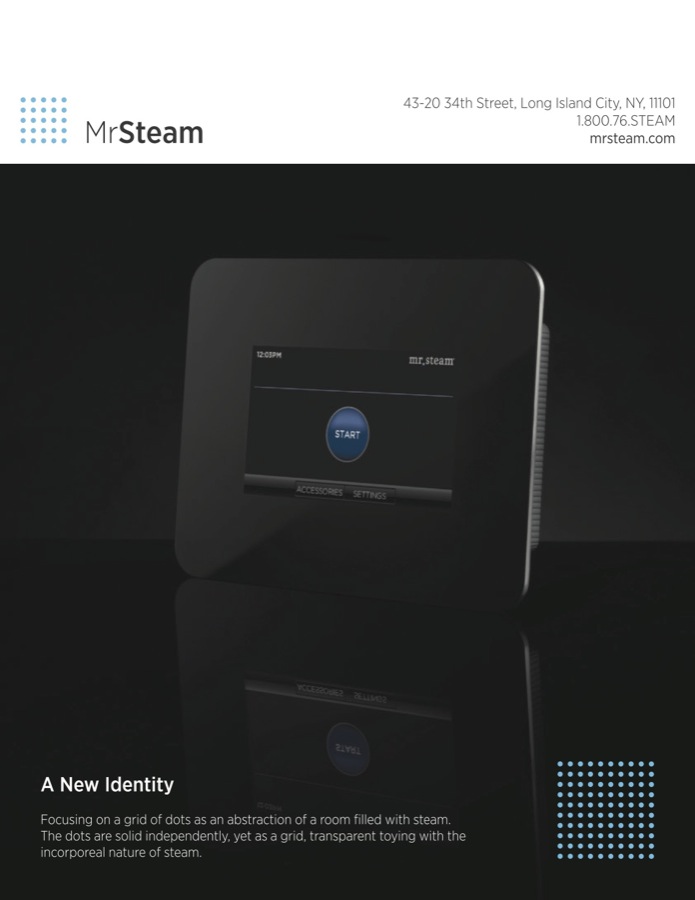 MrSteam
43-20 34th Street, Long Island City, NY, 11101
1.800.76.STEAM
mrsteam.com
12:03PM
mr.steam
START
ACCESSORIES SETTINGS
A New Identity
Focusing on a grid of dots as an abstraction of a room filled with steam.
The dots are solid independently, yet as a grid, transparent toying with the
incorporeal nature of steam.